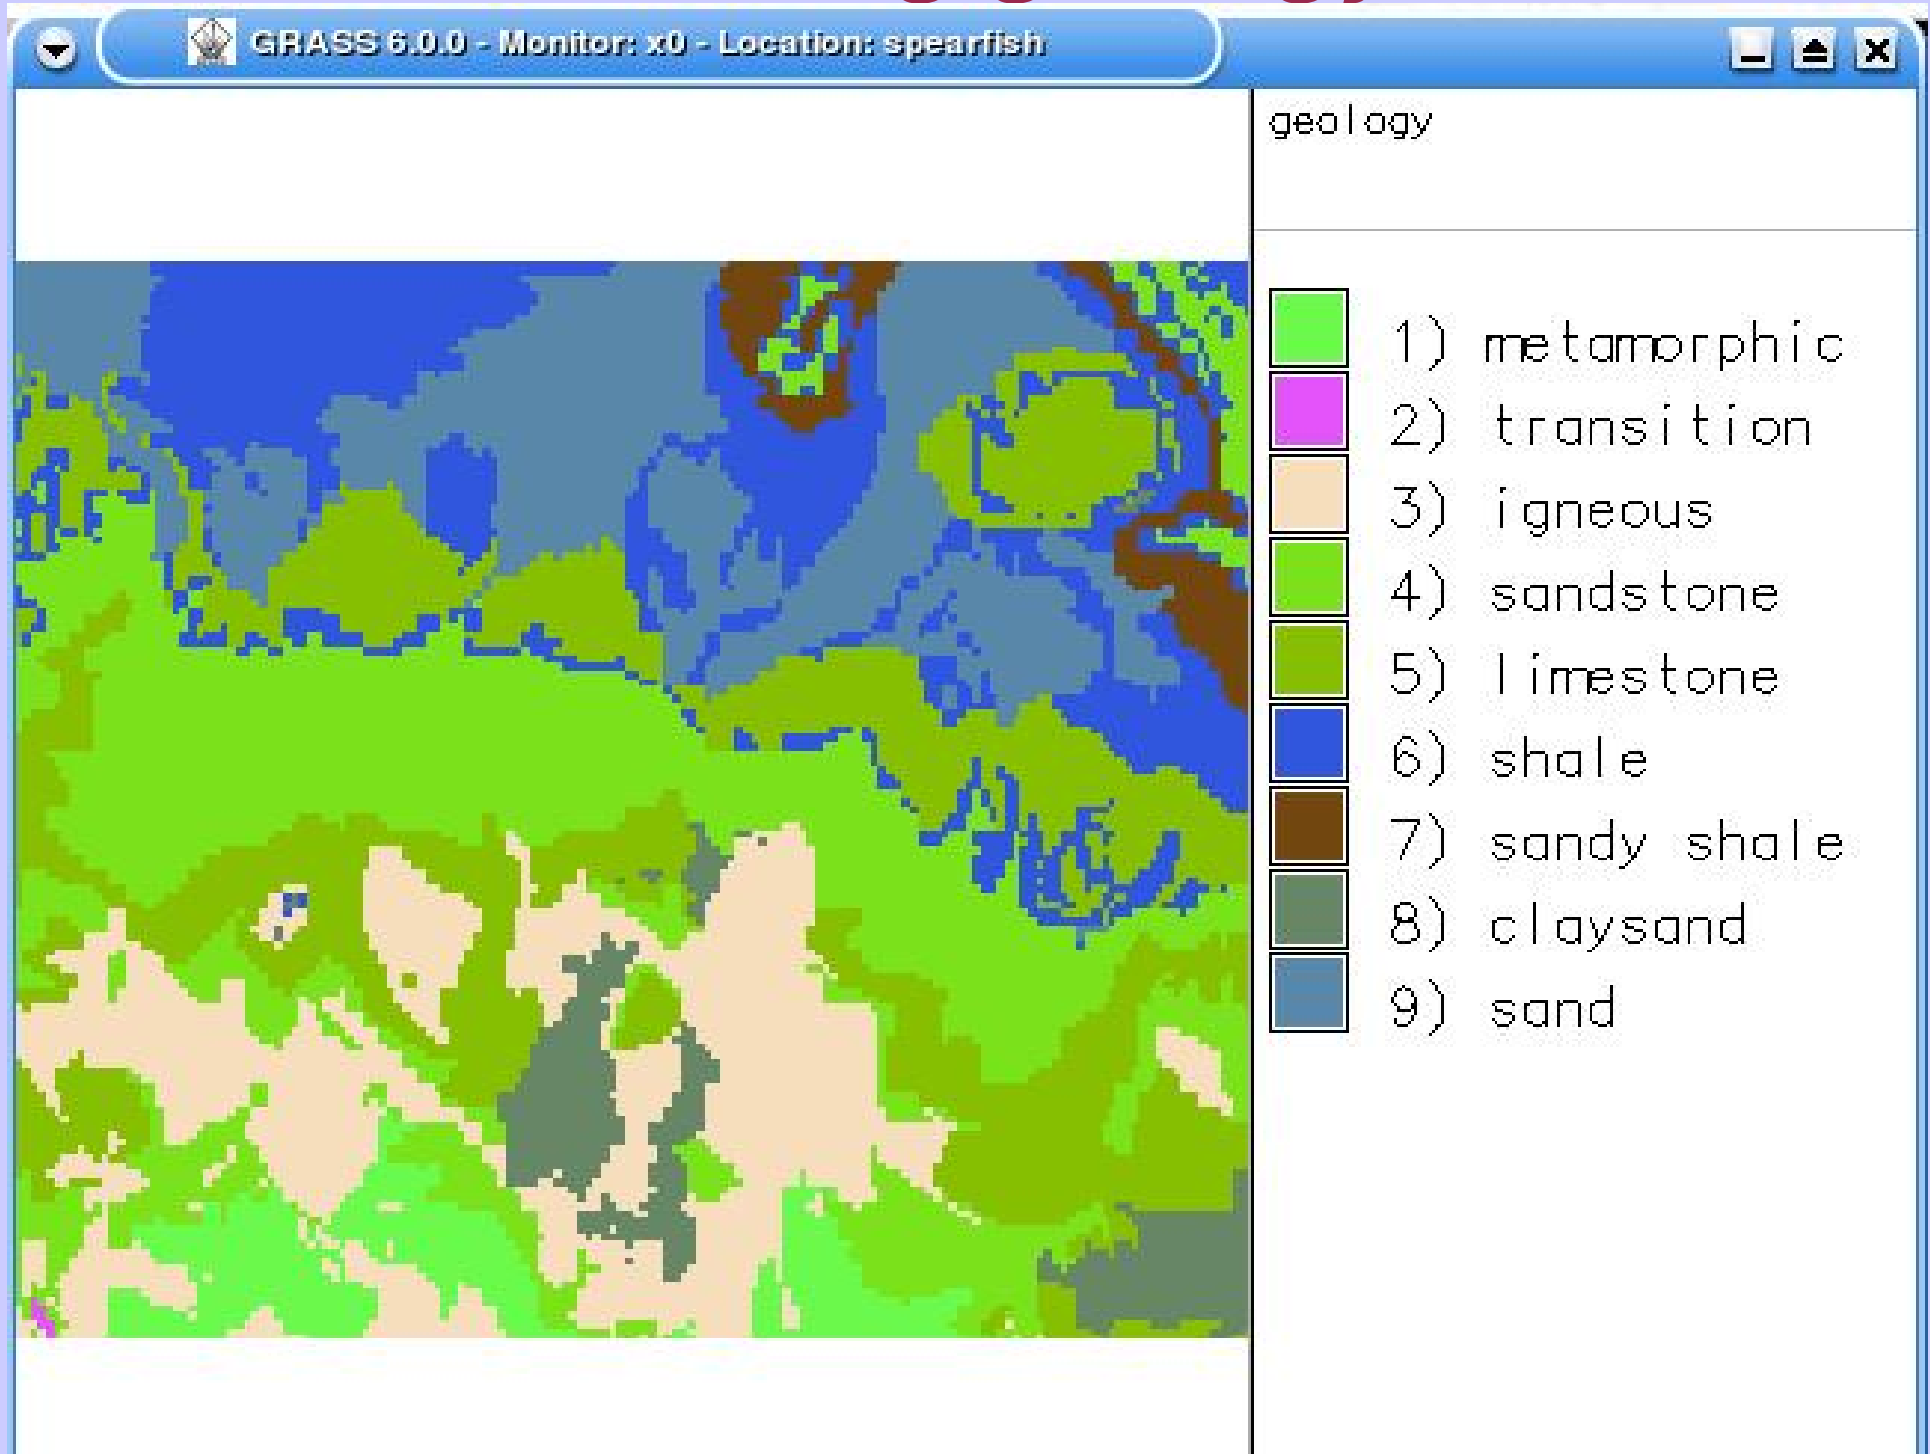 GRASS 6.0.0 - Monitor: x0 - Location: spearfish
geology
1) metamorphic
2) transition
3) igneous
4) sandstone
5) limestone
6) shale
7) sandy shale
8) claysand
9) sand